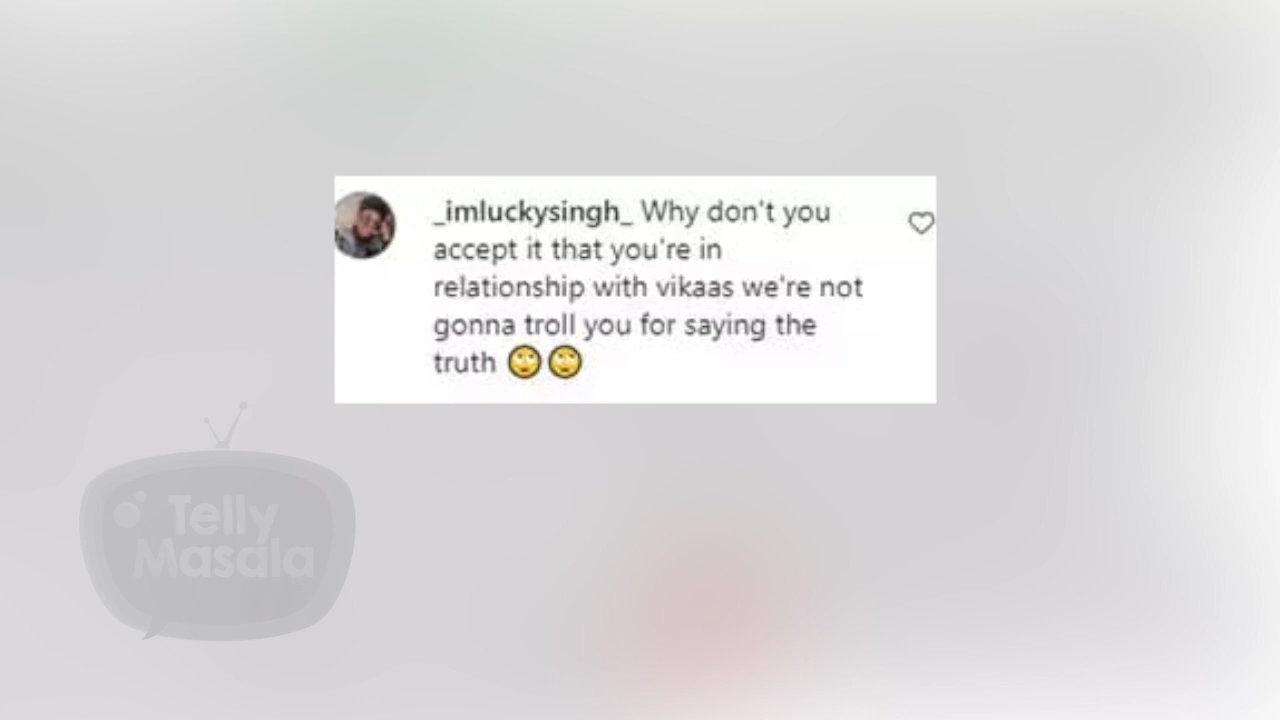 _imluckysingh_ Why don't you
accept it that you're in
relationship with vikaas we're not
gonna troll you for saying the
truth 🙄🙄
Telly
Masala